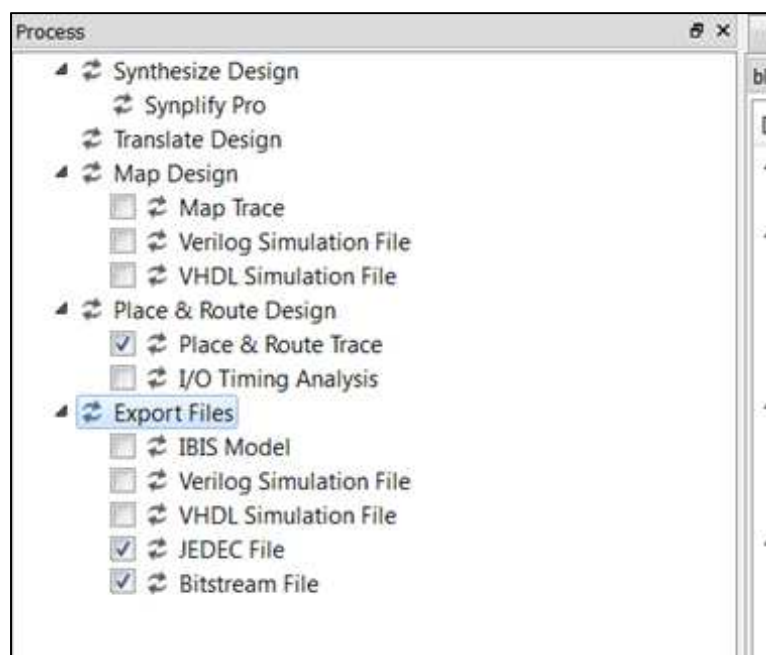 Process
Synthesize Design
Synplify Pro
Translate Design
Map Design
Map Trace
Verilog Simulation File
VHDL Simulation File
Place & Route Design
Place & Route Trace
I/O Timing Analysis
Export Files
IBIS Model
Verilog Simulation File
VHDL Simulation File
JEDEC File
Bitstream File